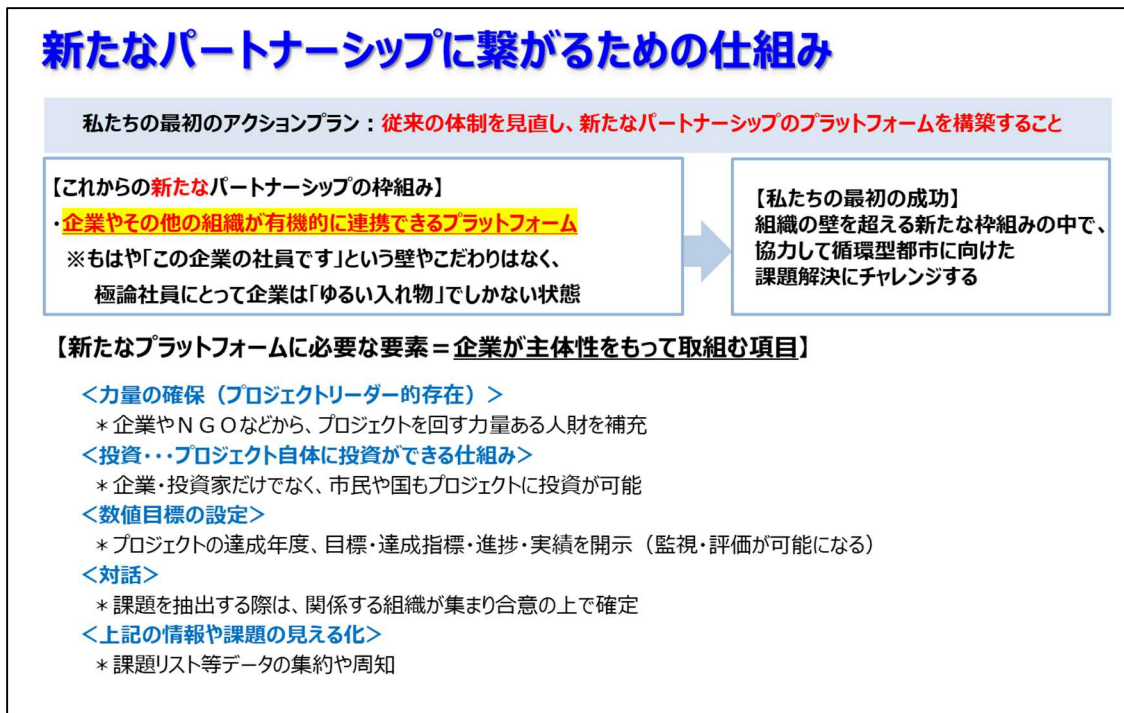 新たなパートナーシップに繋がるための仕組み
私たちの最初のアクションプラン：従来の体制を見直し、新たなパートナーシップのプラットフォームを構築すること
【これからの新たなパートナーシップの枠組み】
・企業やその他の組織が有機的に連携できるプラットフォーム
※もはや「この企業の社員です」という壁やこだわりはなく、
極論社員にとって企業は「ゆるい入れ物」でしかない状態
【私たちの最初の成功】
組織の壁を超える新たな枠組みの中で、
協力して循環型都市に向けた
課題解決にチャレンジする
【新たなプラットフォームに必要な要素＝企業が主体性をもって取組む項目】
＜力量の確保（プロジェクトリーダー的存在）＞
＊企業やＮＧＯなどから、プロジェクトを回す力量ある人財を補充
＜投資・・・プロジェクト自体に投資ができる仕組み＞
＊企業・投資家だけでなく、市民や国もプロジェクトに投資が可能
＜数値目標の設定＞
＊プロジェクトの達成年度、目標・達成指標・進捗・実績を開示（監視・評価が可能になる）
＜対話＞
＊課題を抽出する際は、関係する組織が集まり合意の上で確定
＜上記の情報や課題の見える化＞
＊課題リスト等データの集約や周知